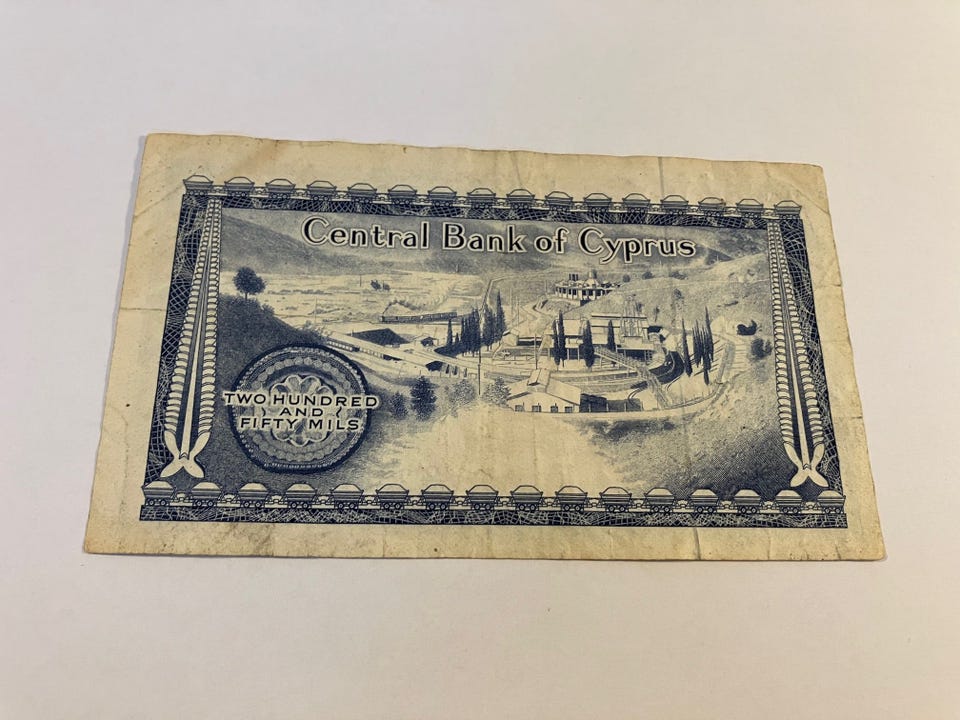 Central Bank of Cyprus
TWO HUNDRED
AND
FIFTY MILS